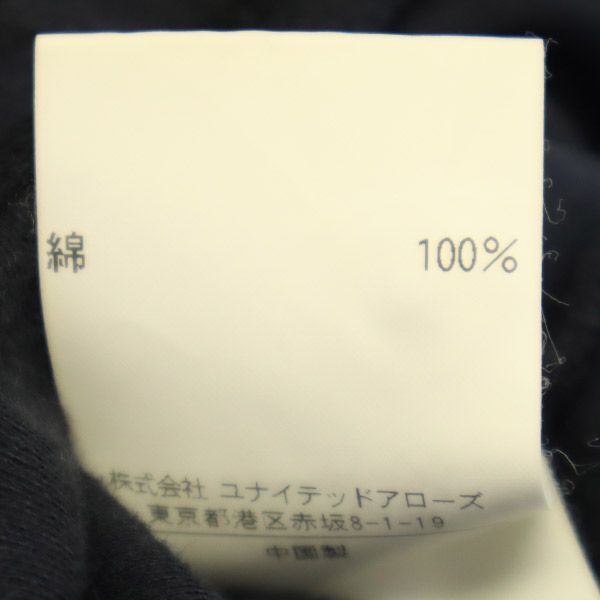 綿 100%
株式会社 ユナイテッドアローズ
東京都港区赤坂8-1-19
中国製